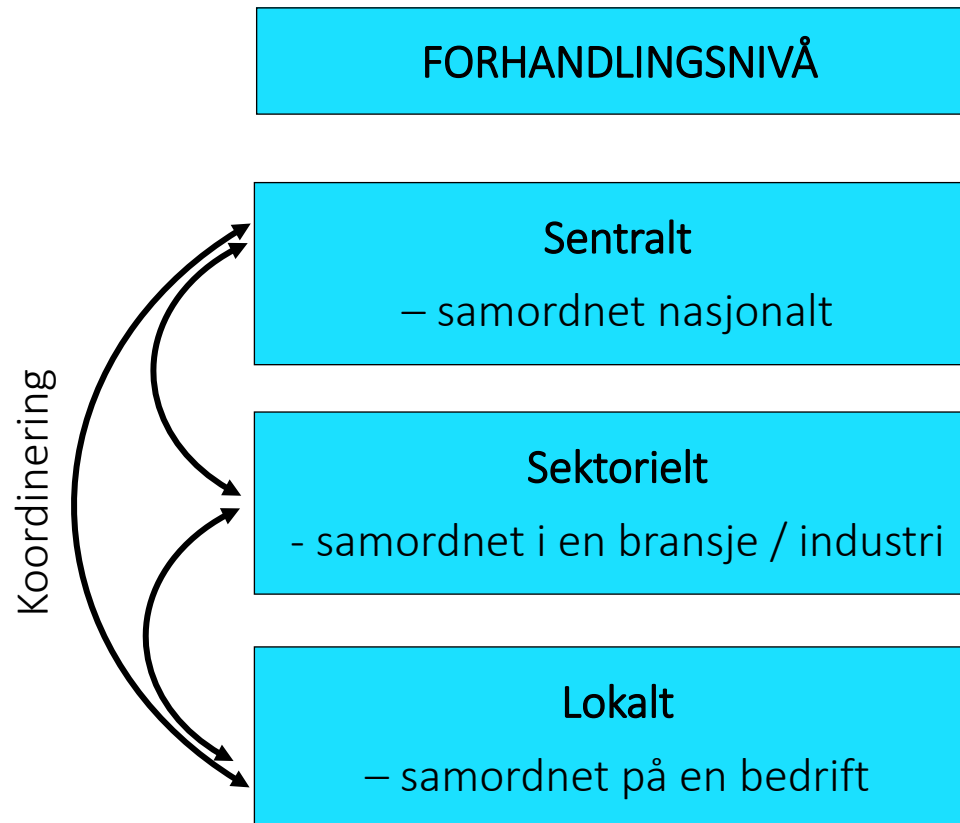 FORHANDLINGSNIVÅ
Sentralt
– samordnet nasjonalt
Koordinering
Sektorielt
- samordnet i en bransje / industri
Lokalt
– samordnet på en bedrift